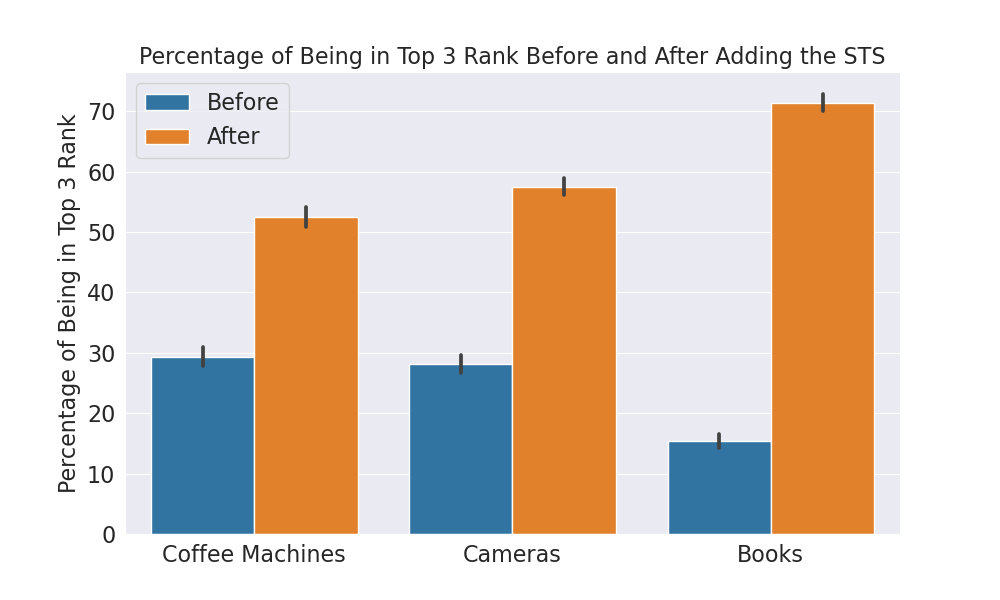 Percentage of Being in Top 3 Rank Before and After Adding the STS
Before
After
Percentage of Being in Top 3 Rank
70
60
50
40
30
20
10
0
Coffee Machines
Cameras
Books